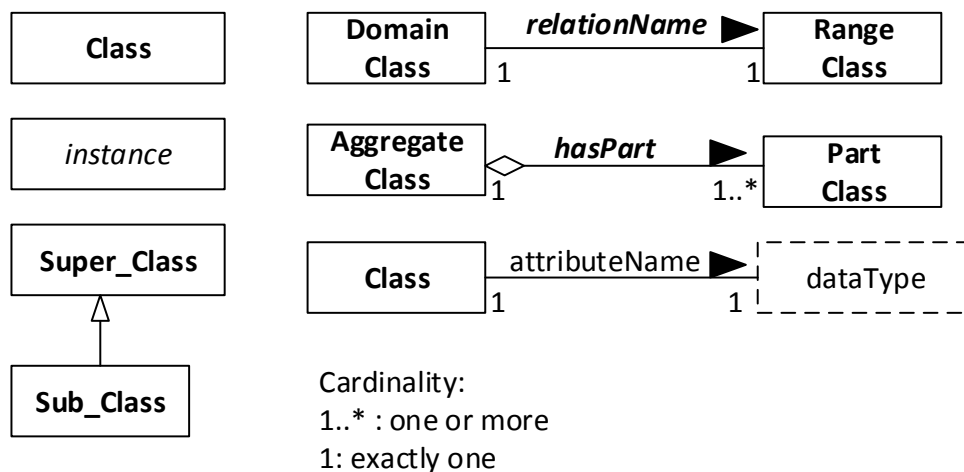 Class
instance
Super_Class
Sub_Class
Domain
Class
relationName
1
1
Range
Class
Aggregate
Class
hasPart
1
1..*
Part
Class
Class
attributeName
1
1
dataType
Cardinality:
1..* : one or more
1: exactly one